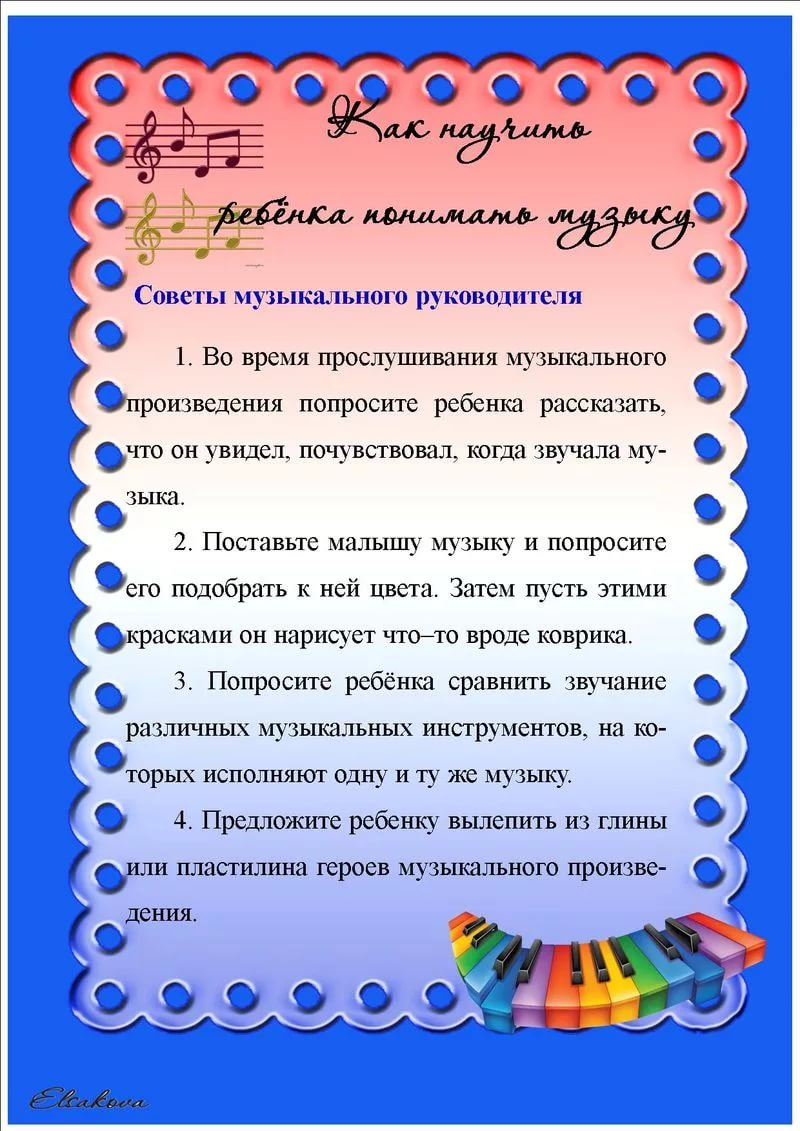 Как научить
ребёнка понимать музыку
Советы музыкального руководителя
1. Во время прослушивания музыкального
произведения попросите ребенка рассказать,
что он увидел, почувствовал, когда звучала му-
зыка.
2. Поставьте малышу музыку и попросите
его подобрать к ней цвета. Затем пусть этими
красками он нарисует что–то вроде коврика.
3. Попросите ребёнка сравнить звучание
различных музыкальных инструментов, на ко-
торых исполняют одну и ту же музыку.
4. Предложите ребенку вылепить из глины
или пластилина героев музыкального произве-
дения.
Elsakova